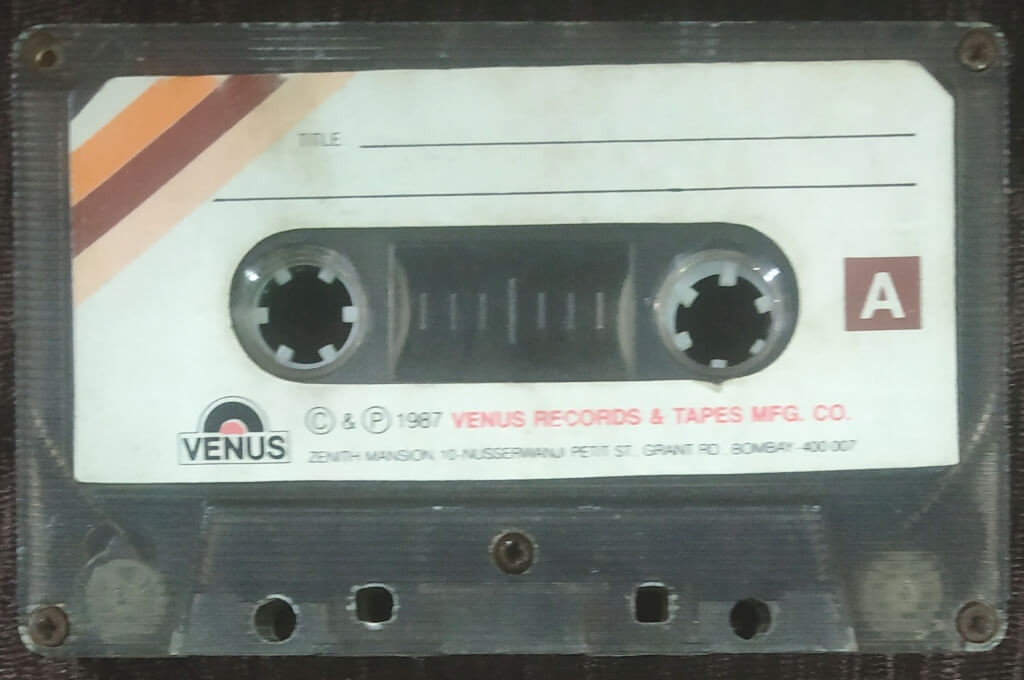 TITLE
A
VENUS
© & ℗ 1987 VENUS RECORDS & TAPES MFG. CO.
ZENITH MANSION, 10-NUSSERWANJI PETIT ST., GRANT RD. BOMBAY-400 007